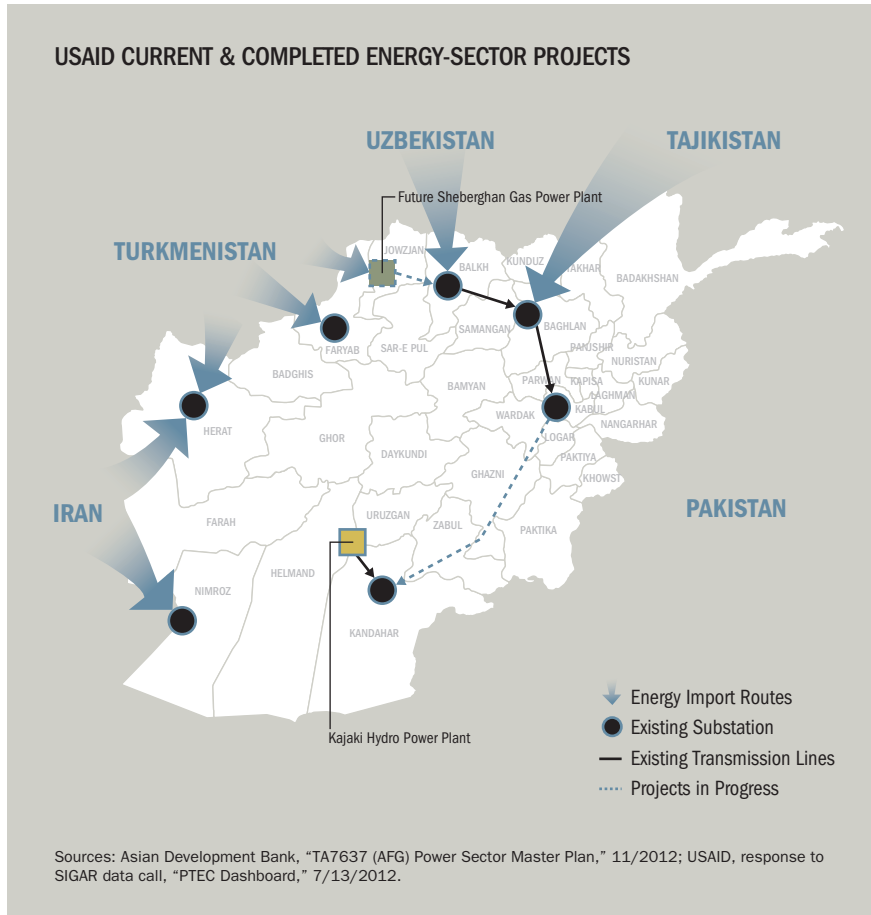 USAID CURRENT & COMPLETED ENERGY-SECTOR PROJECTS
UZBEKISTAN
TAJIKISTAN
Future Sheberghan Gas Power Plant
TURKMENISTAN
JOWZJAN
BALKH
KUNDUZ
TAKHAR
BADAKHSHAN
FARYAB
SAR-E PUL
SAMANGAN
BAGHLAN
PANJSHIR
NURISTAN
BADGHIS
BAMYAN
PARWAN
KAPISA
KUNAR
LAGHMAN
HERAT
WARDAK
KABUL
NANGARHAR
GHOR
LOGAR
DAYKUNDI
PAKTIYA
GHAZNI
KHOWST
IRAN
PAKISTAN
FARAH
URUZGAN
ZABUL
PAKTIKA
NIMROZ
HELMAND
KANDAHAR
Kajaki Hydro Power Plant
Energy Import Routes
Existing Substation
Existing Transmission Lines
Projects in Progress
Sources: Asian Development Bank, “TA7637 (AFG) Power Sector Master Plan,” 11/2012; USAID, response to
SIGAR data call, “PTEC Dashboard,” 7/13/2012.